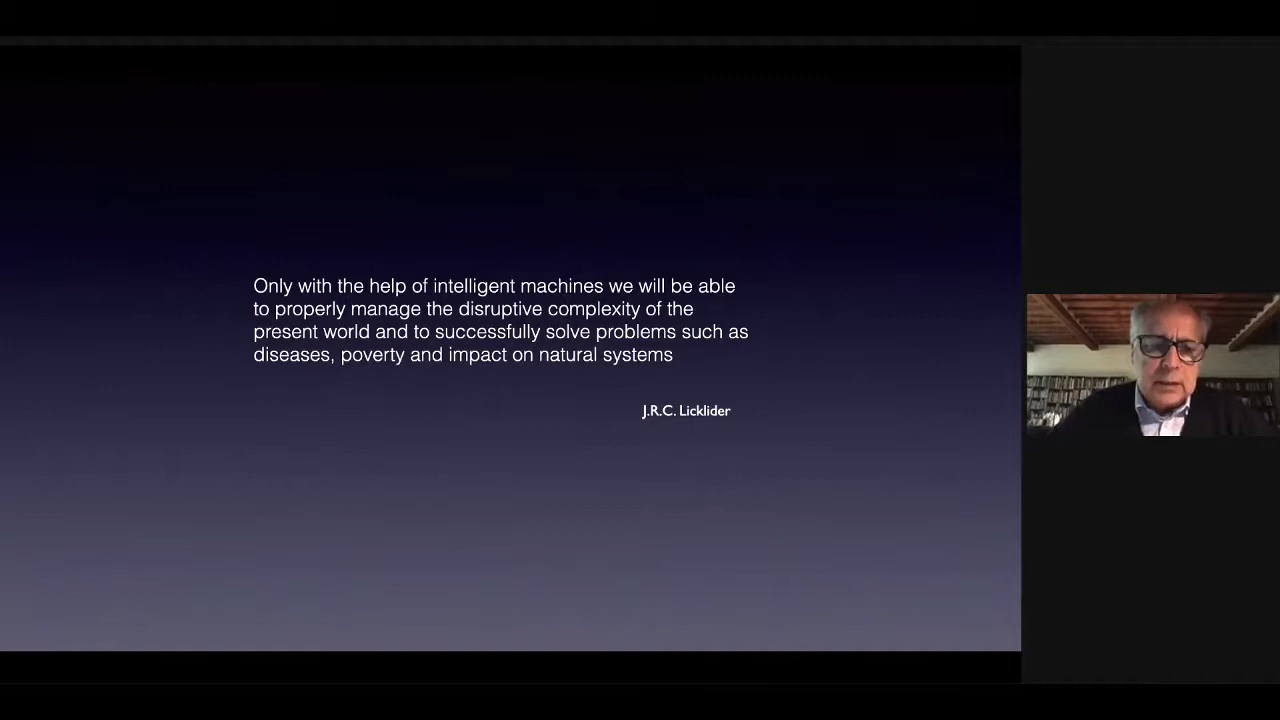 Only with the help of intelligent machines we will be able
to properly manage the disruptive complexity of the
present world and to successfully solve problems such as
diseases, poverty and impact on natural systems
J.R.C. Licklider